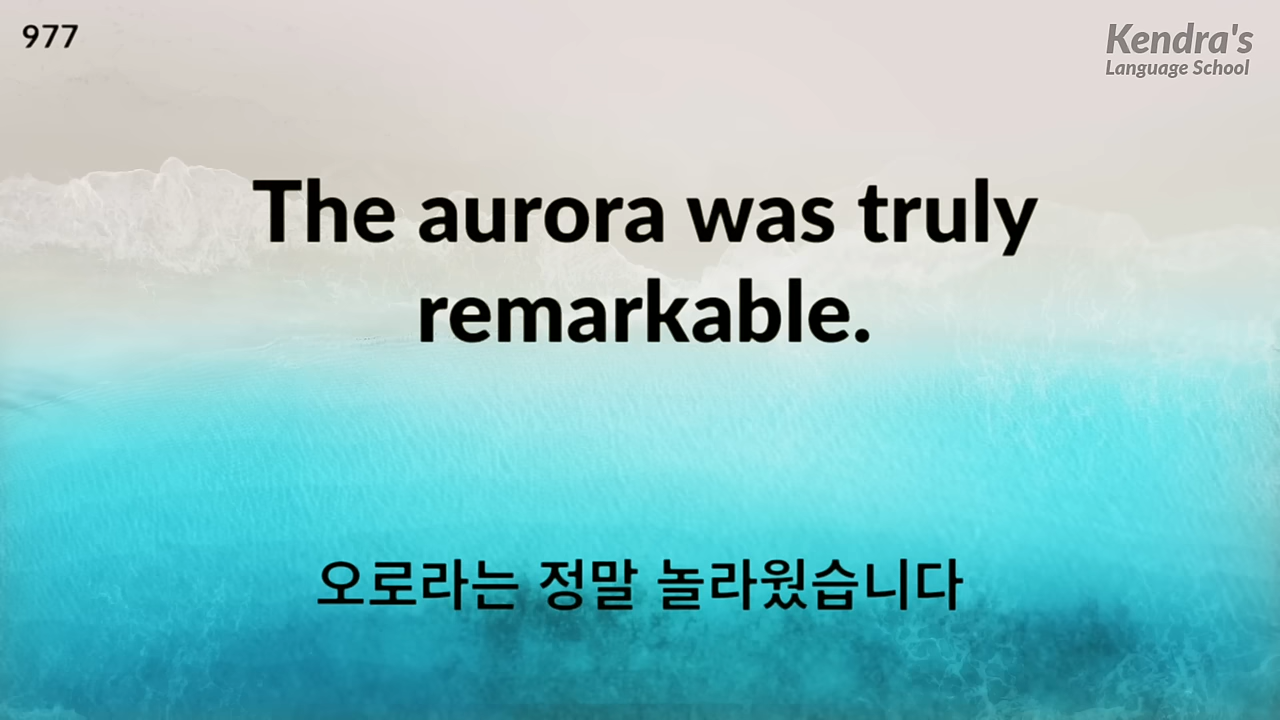 977
Kendra's
Language School
The aurora was truly
remarkable.
오로라는 정말 놀라웠습니다